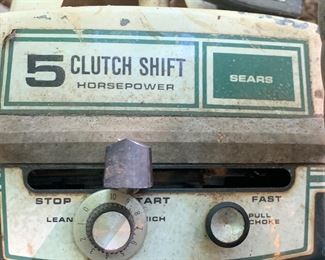 5 CLUTCH SHIFT
HORSEPOWER
SEARS
STOP START FAST
LEAN RICH
PULL
CHOKE